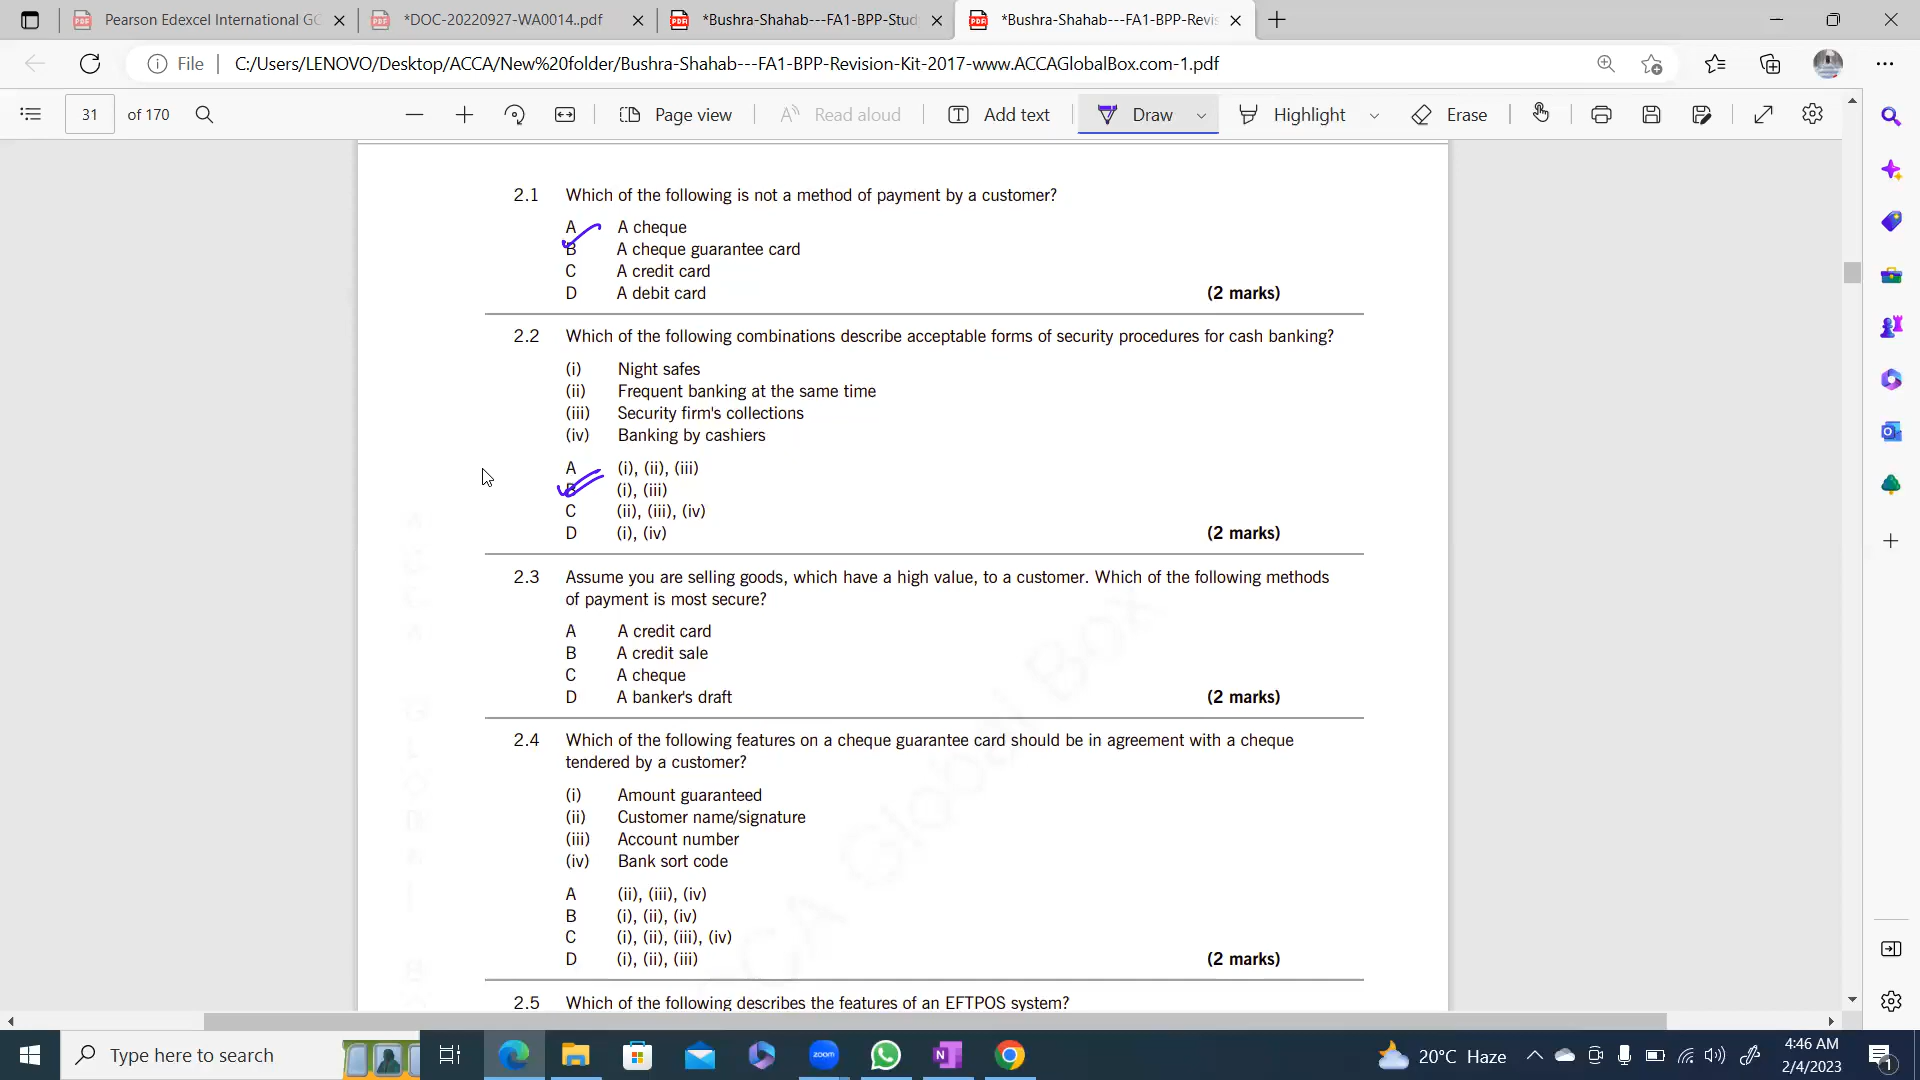 Pearson Edexcel International GC
*DOC-20220927-WA0014..pdf
*Bushra-Shahab---FA1-BPP-Stud
*Bushra-Shahab---FA1-BPP-Revis
File
C:/Users/LENOVO/Desktop/ACCA/New%20folder/Bushra-Shahab---FA1-BPP-Revision-Kit-2017-www.ACCAGlobalBox.com-1.pdf
31 of 170
Page view
Read aloud
Add text
Draw
Highlight
Erase
2.1 Which of the following is not a method of payment by a customer?
A A cheque
B A cheque guarantee card
C A credit card
D A debit card (2 marks)
2.2 Which of the following combinations describe acceptable forms of security procedures for cash banking?
(i) Night safes
(ii) Frequent banking at the same time
(iii) Security firm's collections
(iv) Banking by cashiers
A (i), (ii), (iii)
B (i), (iii)
C (ii), (iii), (iv)
D (i), (iv) (2 marks)
2.3 Assume you are selling goods, which have a high value, to a customer. Which of the following methods
of payment is most secure?
A A credit card
B A credit sale
C A cheque
D A banker's draft (2 marks)
2.4 Which of the following features on a cheque guarantee card should be in agreement with a cheque
tendered by a customer?
(i) Amount guaranteed
(ii) Customer name/signature
(iii) Account number
(iv) Bank sort code
A (ii), (iii), (iv)
B (i), (ii), (iv)
C (i), (ii), (iii), (iv)
D (i), (ii), (iii) (2 marks)
2.5 Which of the following describes the features of an EFTPOS system?
ACCA Global Box
Type here to search
zoom
20°C Haze
4:46 AM
2/4/2023
1